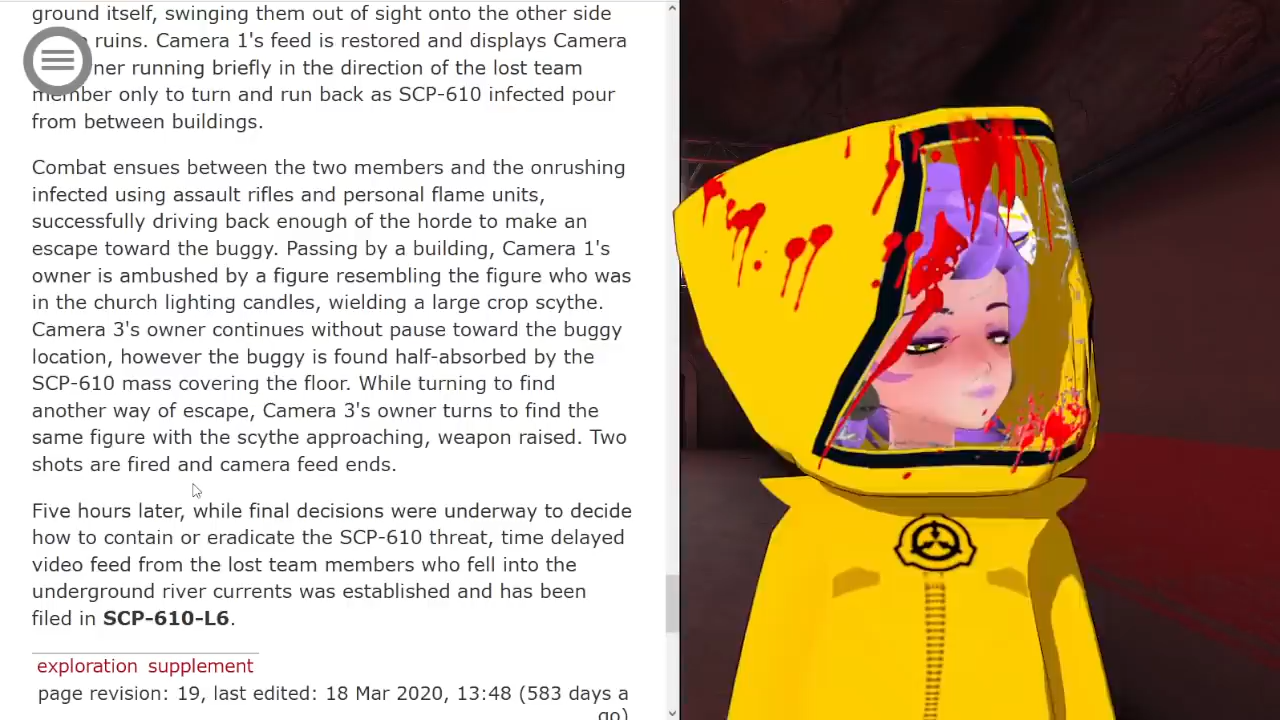 ground itself, swinging them out of sight onto the other side
ruins. Camera 1's feed is restored and displays Camera
ner running briefly in the direction of the lost team
member only to turn and run back as SCP-610 infected pour
from between buildings.
Combat ensues between the two members and the onrushing
infected using assault rifles and personal flame units,
successfully driving back enough of the horde to make an
escape toward the buggy. Passing by a building, Camera 1's
owner is ambushed by a figure resembling the figure who was
in the church lighting candles, wielding a large crop scythe.
Camera 3's owner continues without pause toward the buggy
location, however the buggy is found half-absorbed by the
SCP-610 mass covering the floor. While turning to find
another way of escape, Camera 3's owner turns to find the
same figure with the scythe approaching, weapon raised. Two
shots are fired and camera feed ends.
Five hours later, while final decisions were underway to decide
how to contain or eradicate the SCP-610 threat, time delayed
video feed from the lost team members who fell into the
underground river currents was established and has been
filed in SCP-610-L6.
exploration supplement
page revision: 19, last edited: 18 Mar 2020, 13:48 (583 days a
go)